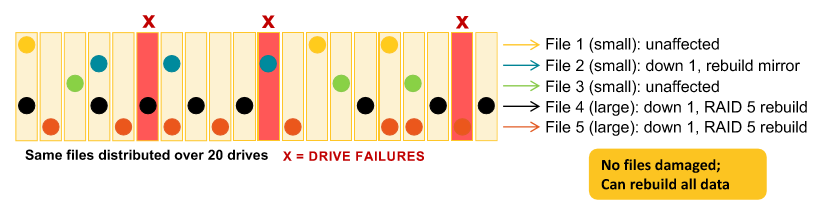 X X X
File 1 (small): unaffected
File 2 (small): down 1, rebuild mirror
File 3 (small): unaffected
File 4 (large): down 1, RAID 5 rebuild
File 5 (large): down 1, RAID 5 rebuild
Same files distributed over 20 drives X = DRIVE FAILURES
No files damaged;
Can rebuild all data